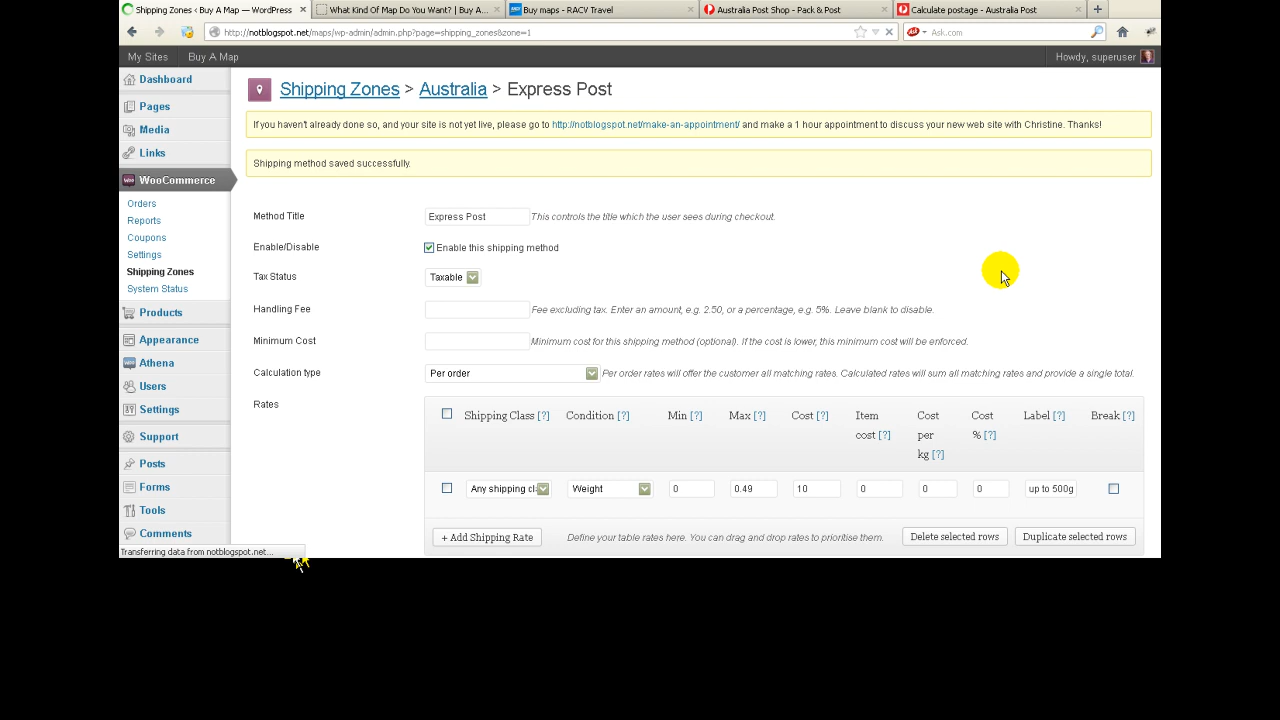 Shipping Zones ‹ Buy A Map — WordPress
What Kind Of Map Do You Want? | Buy A...
Buy maps - RACV Travel
Australia Post Shop - Pack & Post
Calculate postage - Australia Post
http://notblogspot.net/maps/wp-admin/admin.php?page=shipping_zones&zone=1
Ask.com
My Sites
Buy A Map
Howdy, superuser
Dashboard
Pages
Media
Links
WooCommerce
Orders
Reports
Coupons
Settings
Shipping Zones
System Status
Products
Appearance
Athena
Users
Settings
Support
Posts
Forms
Tools
Comments
Transferring data from notblogspot.net...
Shipping Zones > Australia > Express Post
If you haven't already done so, and your site is not yet live, please go to http://notblogspot.net/make-an-appointment/ and make a 1 hour appointment to discuss your new web site with Christine. Thanks!
Shipping method saved successfully.
Method Title
Express Post
This controls the title which the user sees during checkout.
Enable/Disable
Enable this shipping method
Tax Status
Taxable
Handling Fee
Fee excluding tax. Enter an amount, e.g. 2.50, or a percentage, e.g. 5%. Leave blank to disable.
Minimum Cost
Minimum cost for this shipping method (optional). If the cost is lower, this minimum cost will be enforced.
Calculation type
Per order
Per order rates will offer the customer all matching rates. Calculated rates will sum all matching rates and provide a single total.
Rates
Shipping Class [?] Condition [?] Min [?] Max [?] Cost [?] Item cost [?] Cost per kg [?] Cost % [?] Label [?] Break [?]
Any shipping cl Weight 0 0.49 10 0 0 0 up to 500g
+ Add Shipping Rate
Define your table rates here. You can drag and drop rates to prioritise them.
Delete selected rows
Duplicate selected rows